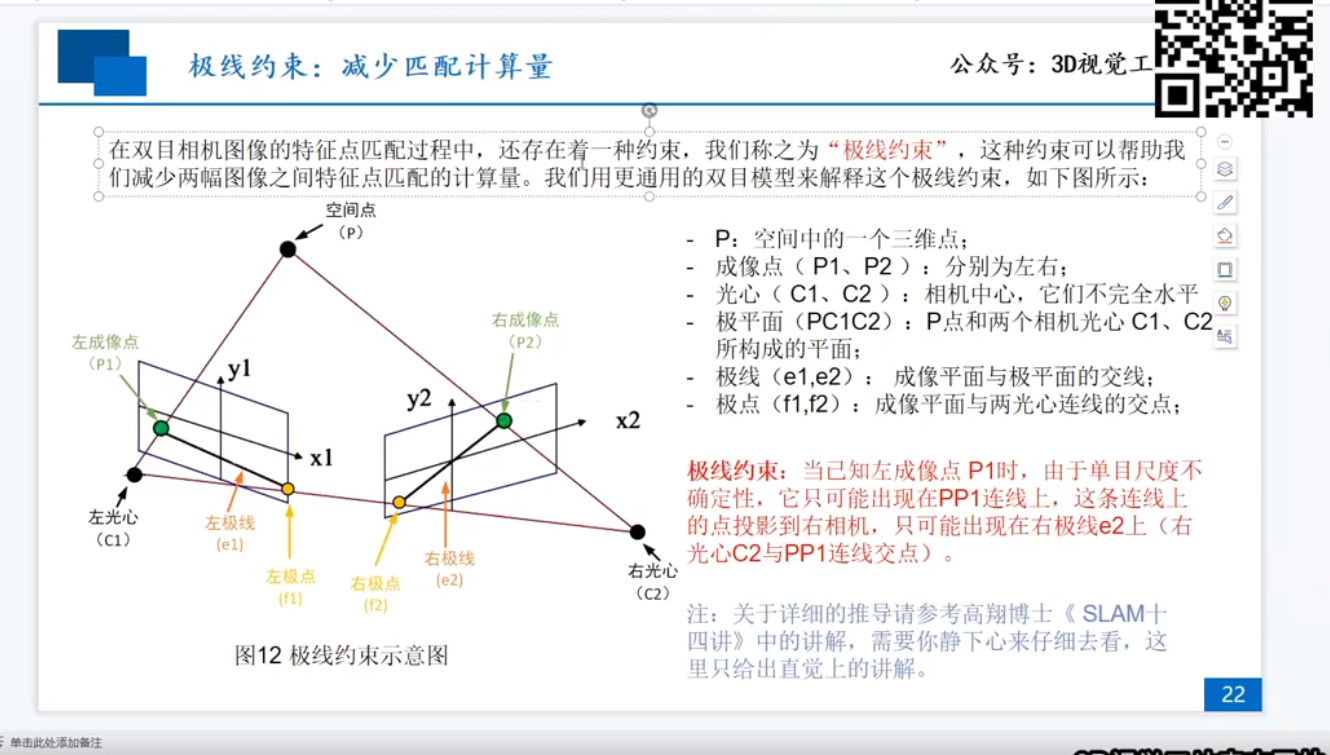 极线约束：减少匹配计算量
公众号：3D视觉工
在双目相机图像的特征点匹配过程中，还存在着一种约束，我们称之为“极线约束”，这种约束可以帮助我
们减少两幅图像之间特征点匹配的计算量。我们用更通用的双目模型来解释这个极线约束，如下图所示：
空间点
（P）
左成像点
（P1）
y1
x1
左光心
（C1）
左极线
(e1)
左极点
(f1)
右成像点
（P2）
y2
x2
右极点
(f2)
右极线
(e2)
右光心
（C2）
图12 极线约束示意图
- P：空间中的一个三维点；
- 成像点（ P1、P2 ）：分别为左右；
- 光心（ C1、C2 ）：相机中心，它们不完全水平
- 极平面（PC1C2）：P点和两个相机光心 C1、C2
所构成的平面；
- 极线（e1,e2）： 成像平面与极平面的交线；
- 极点（f1,f2）：成像平面与两光心连线的交点；
极线约束：当已知左成像点 P1时，由于单目尺度不
确定性，它只可能出现在PP1连线上，这条连线上
的点投影到右相机，只可能出现在右极线e2上（右
光心C2与PP1连线交点）。
注：关于详细的推导请参考高翔博士《 SLAM十
四讲》中的讲解，需要你静下心来仔细去看，这
里只给出直觉上的讲解。
22
单击此处添加备注